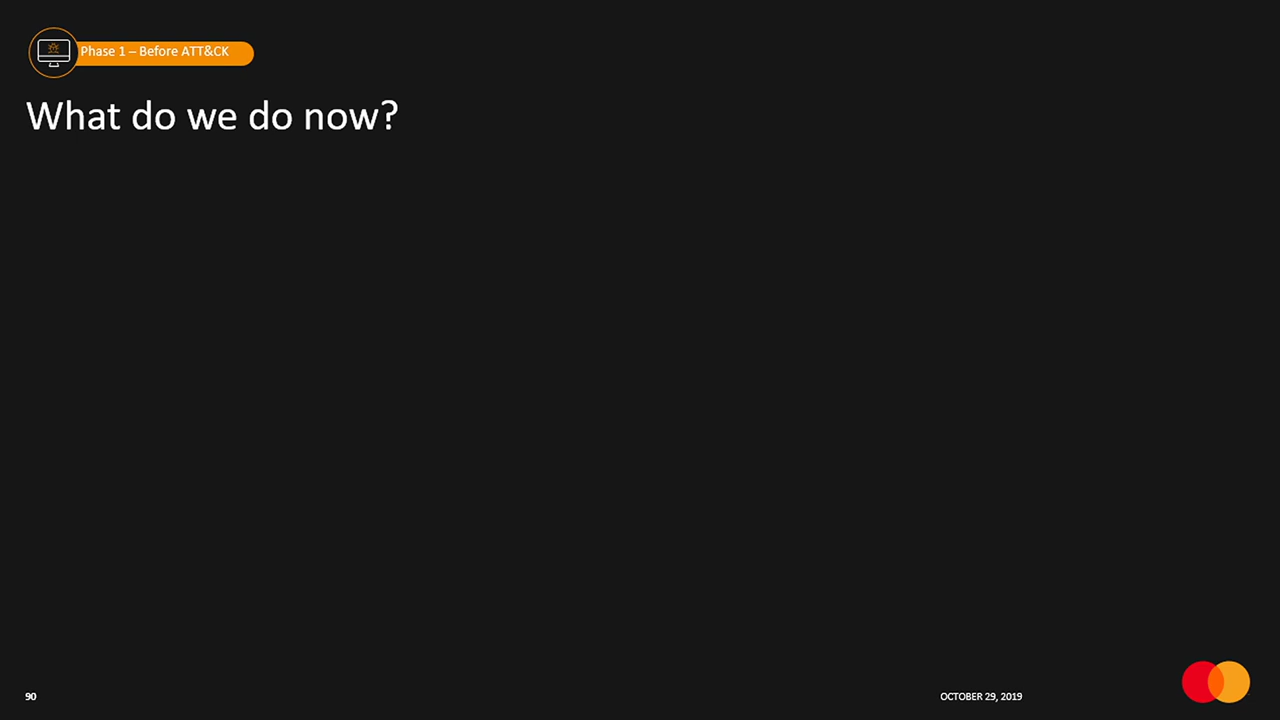 Phase 1 – Before ATT&CK
What do we do now?
90
OCTOBER 29, 2019